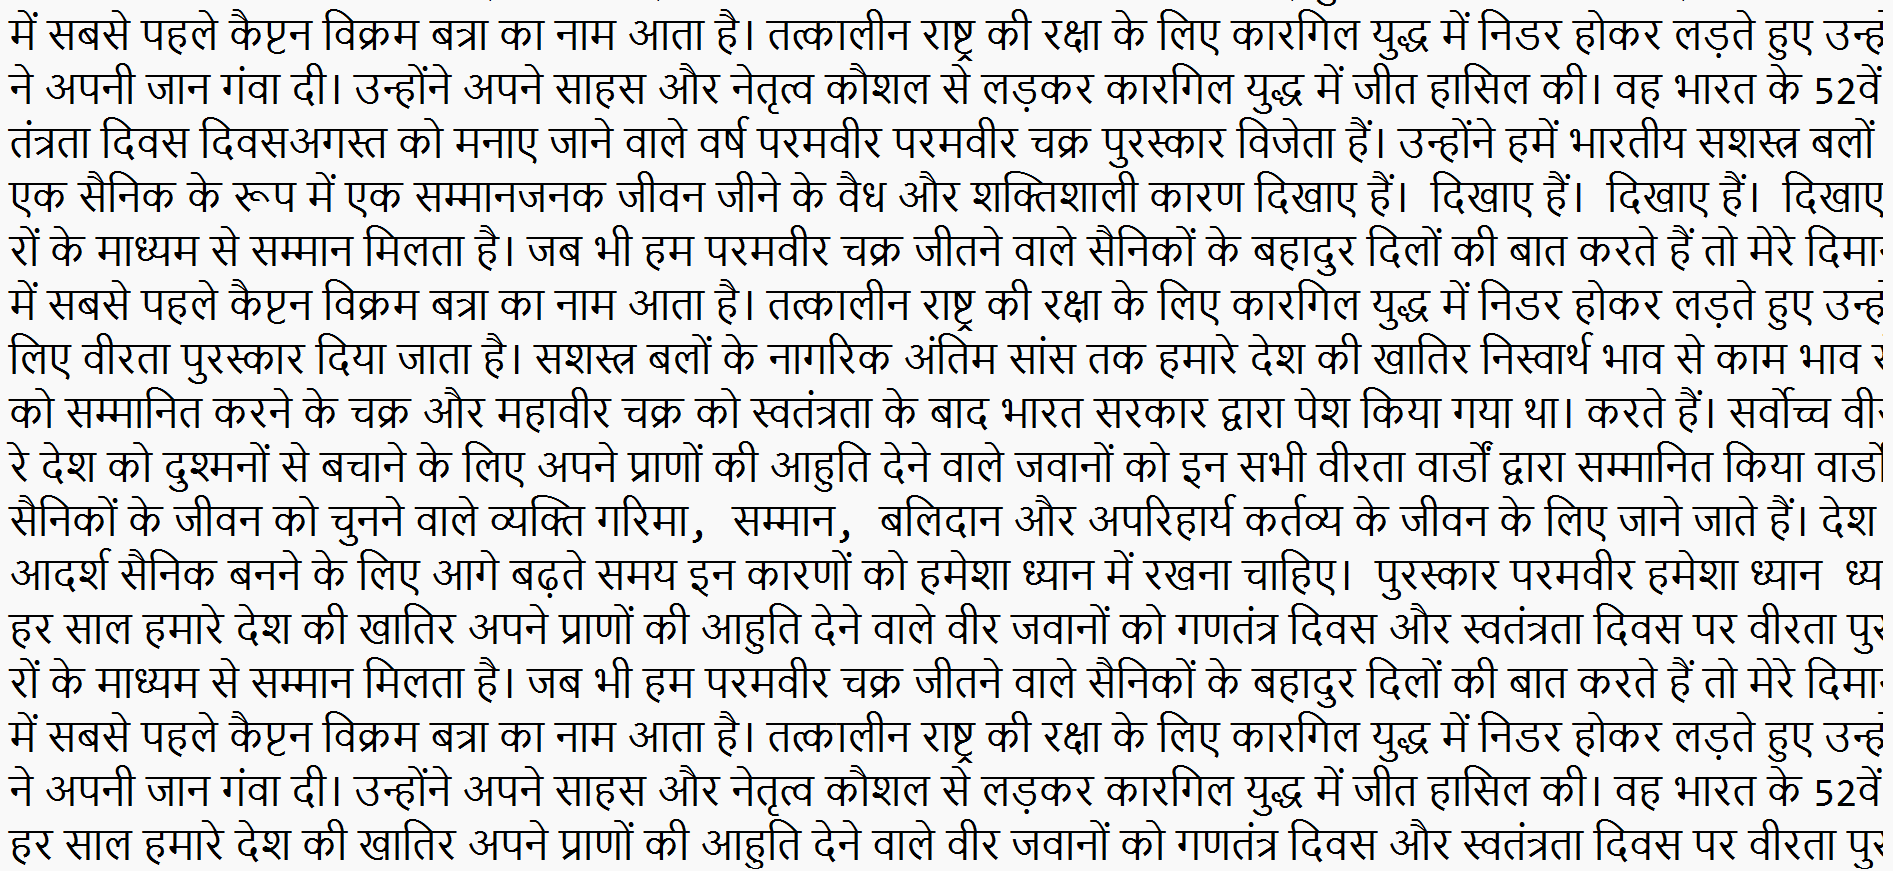 में सबसे पहले कैप्टन विक्रम बत्रा का नाम आता है। तत्कालीन राष्ट्र की रक्षा के लिए कारगिल युद्ध में निडर होकर लड़ते हुए
ने अपनी जान गंवा दी। उन्होंने अपने साहस और नेतृत्व कौशल से लड़कर कारगिल युद्ध में जीत हासिल की। वह भारत के 52वें
तंत्रता दिवस दिवसअगस्त को मनाए जाने वाले वर्ष परमवीर परमवीर चक्र पुरस्कार विजेता हैं। उन्होंने हमें भारतीय सशस्त्र बलों
एक सैनिक के रूप में एक सम्मानजनक जीवन जीने के वैध और शक्तिशाली कारण दिखाए हैं। दिखाए हैं। दिखाए हैं। दिखाए
रों के माध्यम से सम्मान मिलता है। जब भी हम परमवीर चक्र जीतने वाले सैनिकों के बहादुर दिलों की बात करते हैं तो मेरे
में सबसे पहले कैप्टन विक्रम बत्रा का नाम आता है। तत्कालीन राष्ट्र की रक्षा के लिए कारगिल युद्ध में निडर होकर लड़ते हुए
लिए वीरता पुरस्कार दिया जाता है। सशस्त्र बलों के नागरिक अंतिम सांस तक हमारे देश की खातिर निस्वार्थ भाव से काम भाव
को सम्मानित करने के चक्र और महावीर चक्र को स्वतंत्रता के बाद भारत सरकार द्वारा पेश किया गया था। करते हैं। सर्वोच्च
रे देश को दुश्मनों से बचाने के लिए अपने प्राणों की आहुति देने वाले जवानों को इन सभी वीरता वार्डों द्वारा सम्मानित किया
सैनिकों के जीवन को चुनने वाले व्यक्ति गरिमा, सम्मान, बलिदान और अपरिहार्य कर्तव्य के जीवन के लिए जाने जाते हैं। देश
आदर्श सैनिक बनने के लिए आगे बढ़ते समय इन कारणों को हमेशा ध्यान में रखना चाहिए। पुरस्कार परमवीर हमेशा ध्यान ध्य
हर साल हमारे देश की खातिर अपने प्राणों की आहुति देने वाले वीर जवानों को गणतंत्र दिवस और स्वतंत्रता दिवस पर वीरता
रों के माध्यम से सम्मान मिलता है। जब भी हम परमवीर चक्र जीतने वाले सैनिकों के बहादुर दिलों की बात करते हैं तो मेरे
में सबसे पहले कैप्टन विक्रम बत्रा का नाम आता है। तत्कालीन राष्ट्र की रक्षा के लिए कारगिल युद्ध में निडर होकर लड़ते हुए
ने अपनी जान गंवा दी। उन्होंने अपने साहस और नेतृत्व कौशल से लड़कर कारगिल युद्ध में जीत हासिल की। वह भारत के 52वें
हर साल हमारे देश की खातिर अपने प्राणों की आहुति देने वाले वीर जवानों को गणतंत्र दिवस और स्वतंत्रता दिवस पर वीरता